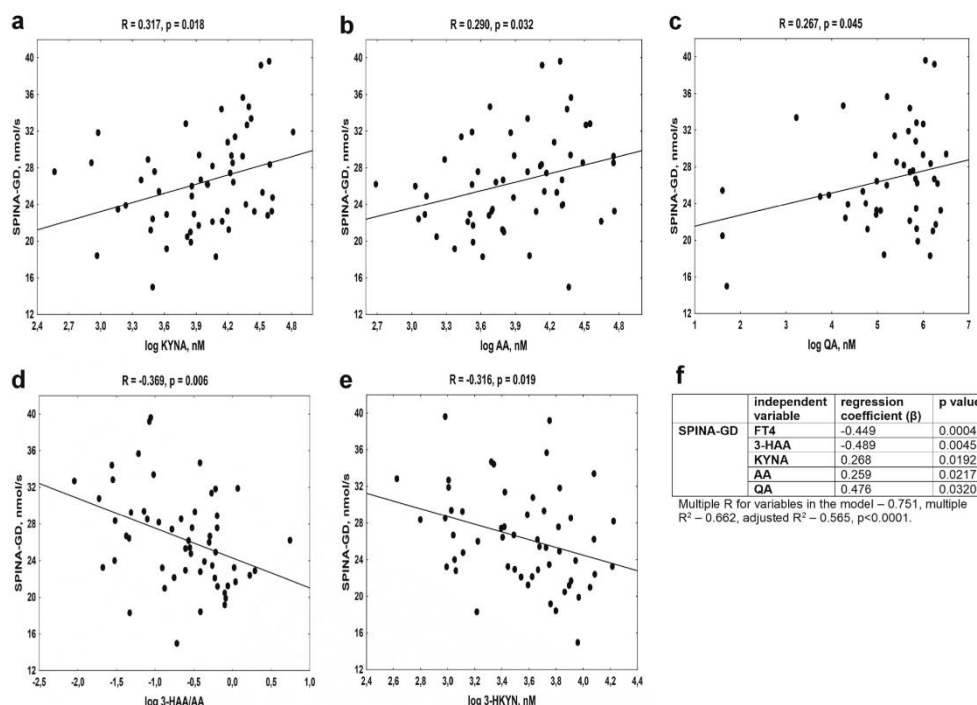 a
R = 0.317, p = 0.018
SPINA-GD, nmol/s
40
36
32
28
24
20
16
12
2,4 2,7 3,0 3,3 3,6 3,9 4,2 4,5 4,8
log KYNA, nM
b
R = 0.290, p = 0.032
SPINA-GD, nmol/s
40
36
32
28
24
20
16
12
2,7 3,0 3,3 3,6 3,9 4,2 4,5 4,8
log AA, nM
c
R = 0.267, p = 0.045
SPINA-GD, nmol/s
40
36
32
28
24
20
16
12
1 2 3 4 5 6 7
log QA, nM
d
R = -0.369, p = 0.006
SPINA-GD, nmol/s
40
36
32
28
24
20
16
12
-2,5 -2,0 -1,5 -1,0 -0,5 0,0 0,5 1,0
log 3-HAA/AA
e
R = -0.316, p = 0.019
SPINA-GD, nmol/s
40
36
32
28
24
20
16
12
2,4 2,6 2,8 3,0 3,2 3,4 3,6 3,8 4,0 4,2 4,4
log 3-HKYN, nM
f
independent variable regression coefficient (β) p value
SPINA-GD FT4 -0.449 0.0004
3-HAA -0.489 0.0045
KYNA 0.268 0.0192
AA 0.259 0.0217
QA 0.476 0.0320
Multiple R for variables in the model – 0.751, multiple
R² – 0.662, adjusted R² – 0.565, p<0.0001.